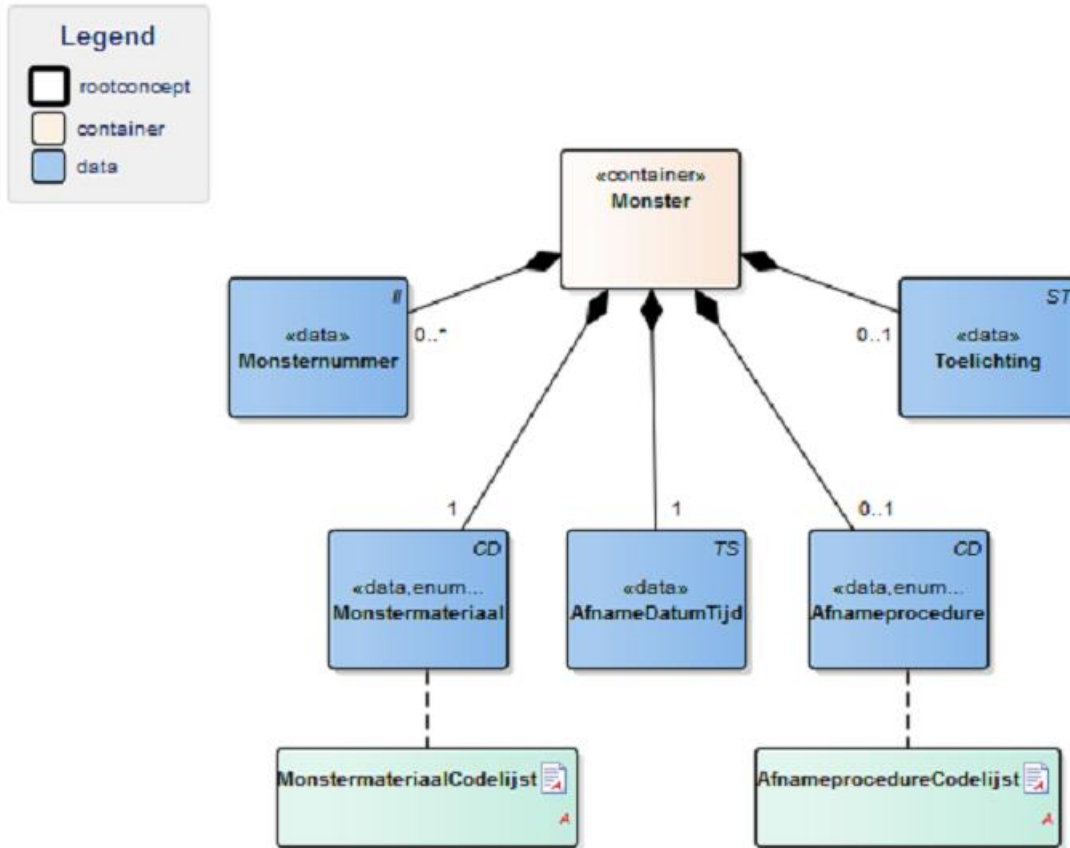 Legend
rootconcept
container
data
«container»
Monster
II
«data»
Monsternummer
0..*
ST
«data»
Toelichting
0..1
1
1
0..1
CD
«data,enum...
Monstermateriaal
TS
«data»
AfnameDatumTijd
CD
«data,enum...
Afnameprocedure
MonstermateriaalCodelijst
A
A
AfnameprocedureCodelijst
A
A